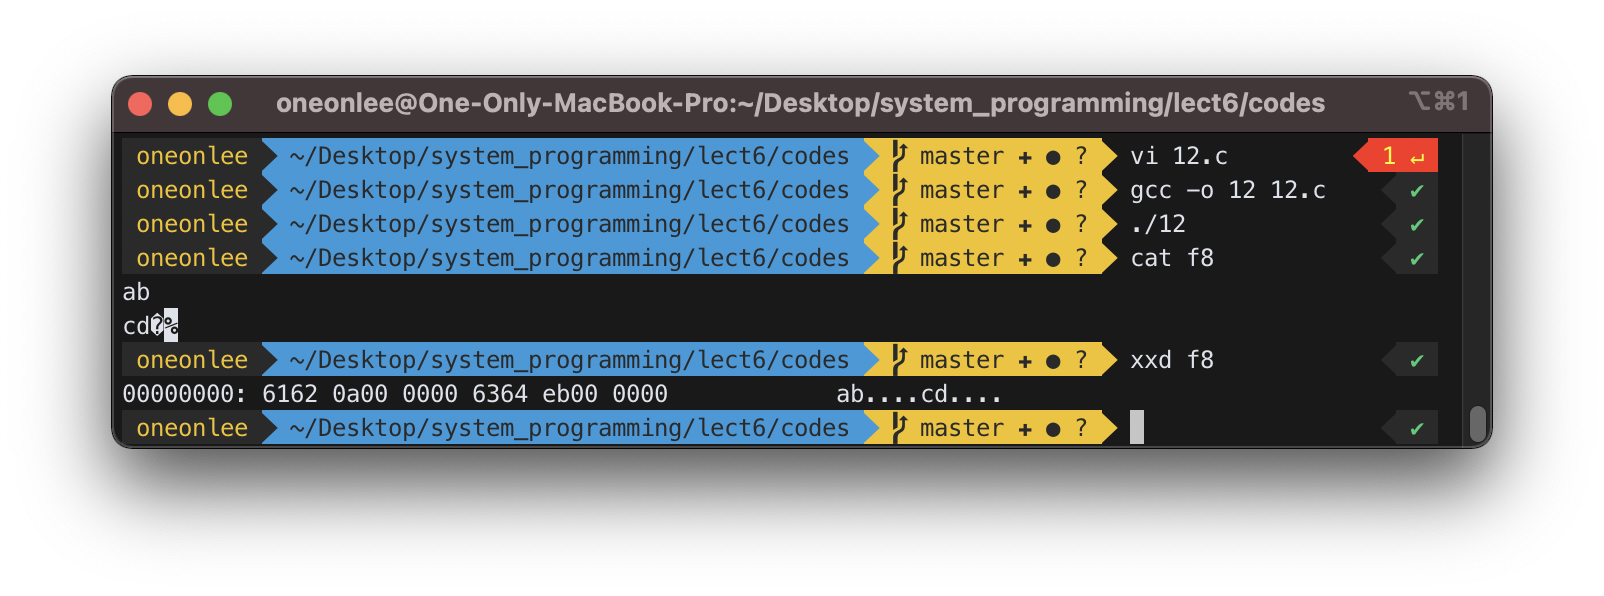 oneonlee@One-Only-MacBook-Pro:~/Desktop/system_programming/lect6/codes ⌥⌘1
oneonlee ~/Desktop/system_programming/lect6/codes master + ● ? vi 12.c 1 ↵
oneonlee ~/Desktop/system_programming/lect6/codes master + ● ? gcc -o 12 12.c ✔
oneonlee ~/Desktop/system_programming/lect6/codes master + ● ? ./12 ✔
oneonlee ~/Desktop/system_programming/lect6/codes master + ● ? cat f8 ✔
ab
cd�%
oneonlee ~/Desktop/system_programming/lect6/codes master + ● ? xxd f8 ✔
00000000: 6162 0a00 0000 6364 eb00 0000 ab....cd....
oneonlee ~/Desktop/system_programming/lect6/codes master + ● ? ✔